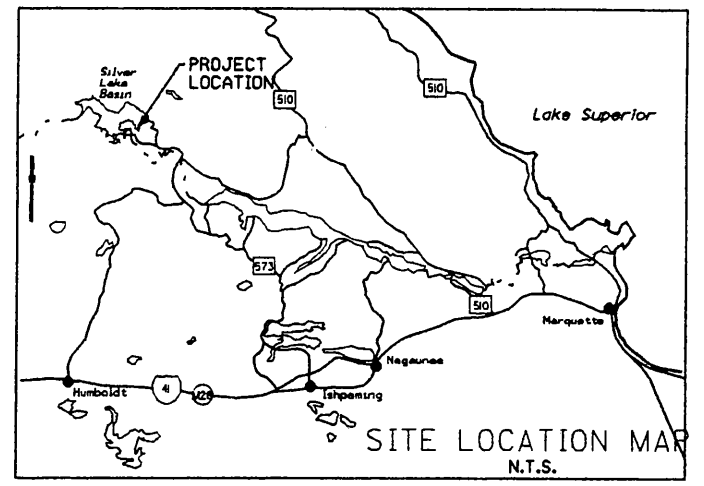 PROJECT
LOCATION
Silver
Lake
Basin
510
510
Lake Superior
573
510
Marquette
Negaunee
Humboldt
41
M28
Ishpeming
SITE LOCATION MAP
N.T.S.